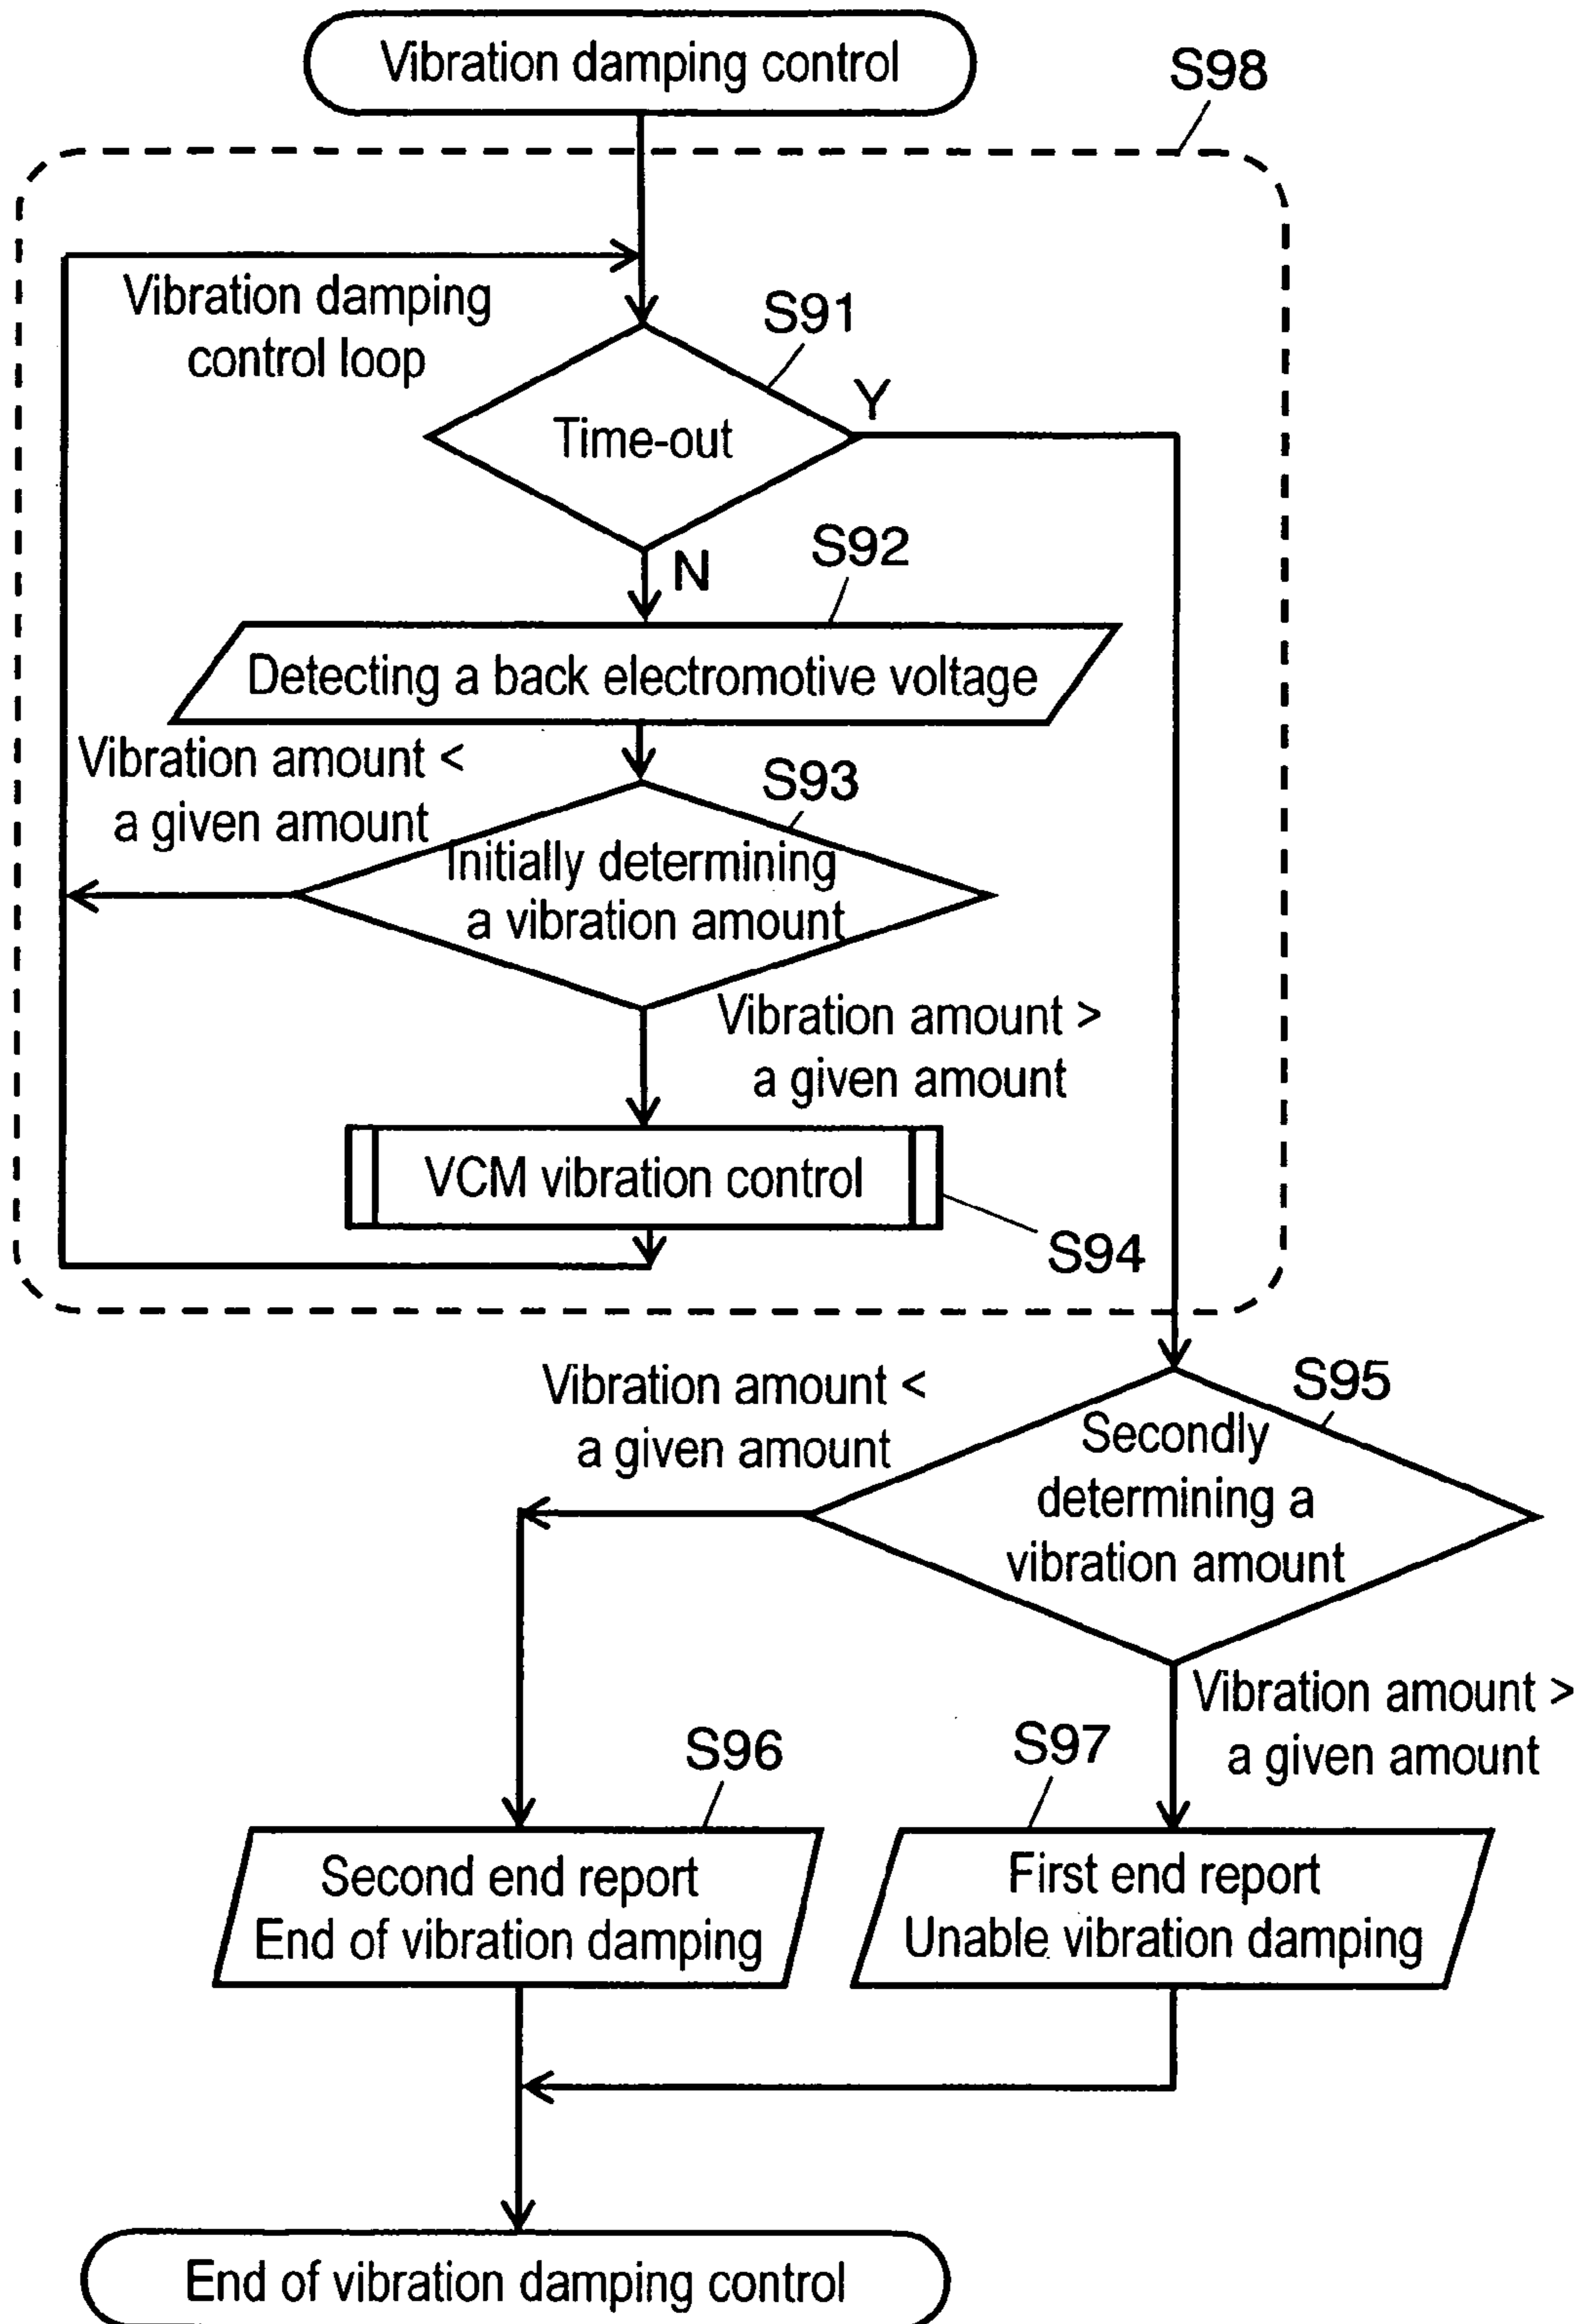 Vibration damping control
S98
Vibration damping
control loop
S91
Y
Time-out
N
S92
Detecting a back electromotive voltage
Vibration amount <
a given amount
S93
Initially determining
a vibration amount
Vibration amount >
a given amount
VCM vibration control
S94
Vibration amount <
a given amount
S95
Secondly
determining a
vibration amount
Vibration amount >
a given amount
S96
S97
Second end report
End of vibration damping
First end report
Unable vibration damping
End of vibration damping control